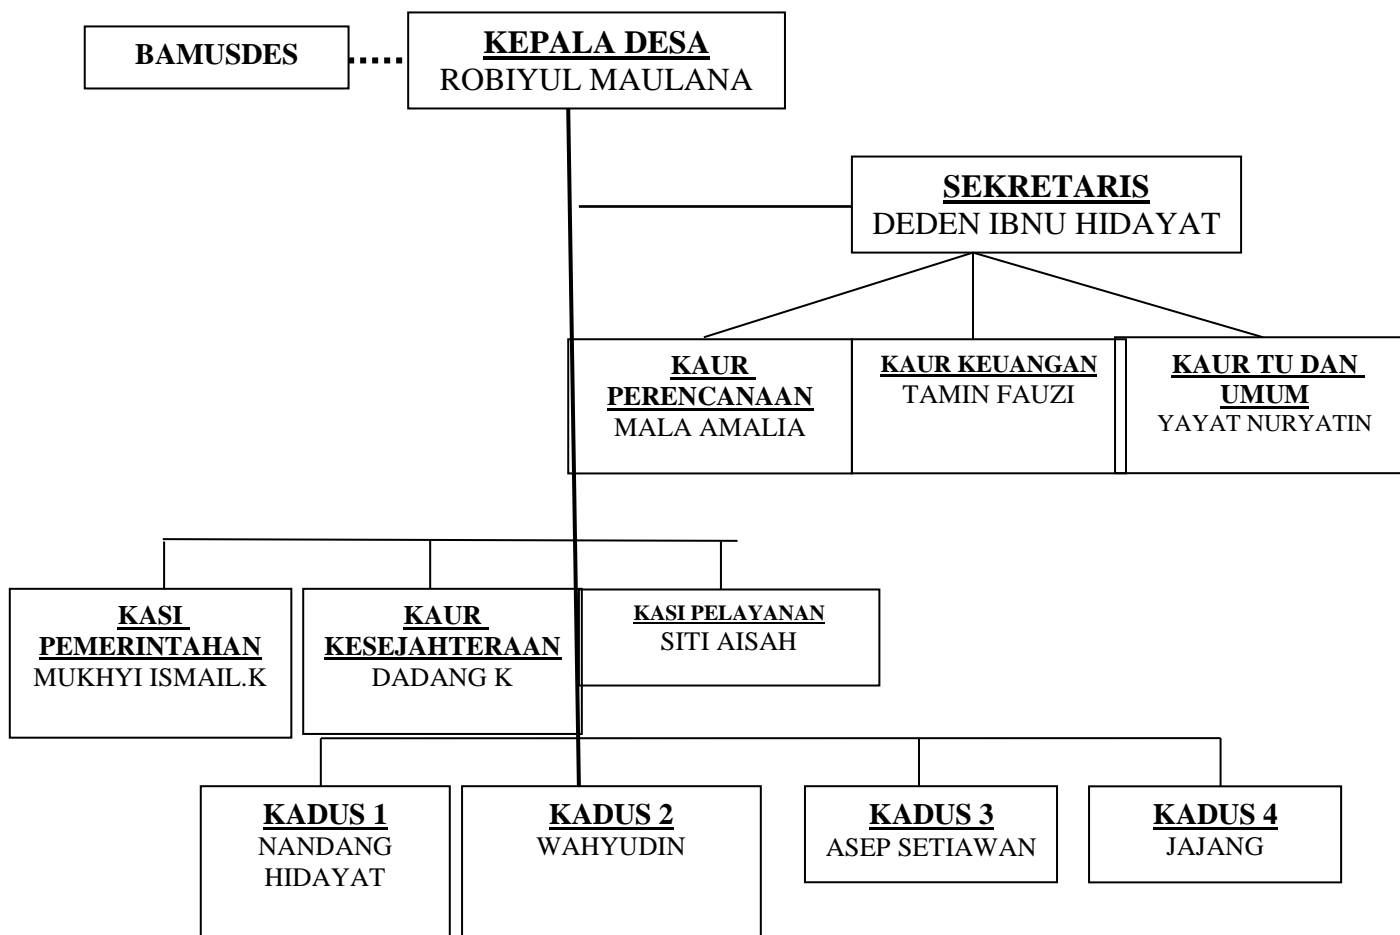 BAMUSDES
KEPALA DESA
ROBIYUL MAULANA
SEKRETARIS
DEDEN IBNU HIDAYAT
KAUR
PERENCANAAN
MALA AMALIA
KAUR KEUANGAN
TAMIN FAUZI
KAUR TU DAN
UMUM
YAYAT NURYATIN
KASI
PEMERINTAHAN
MUKHYI ISMAIL.K
KAUR
KESEJAHTERAAN
DADANG K
KASI PELAYANAN
SITI AISAH
KADUS 1
NANDANG
HIDAYAT
KADUS 2
WAHYUDIN
KADUS 3
ASEP SETIAWAN
KADUS 4
JAJANG